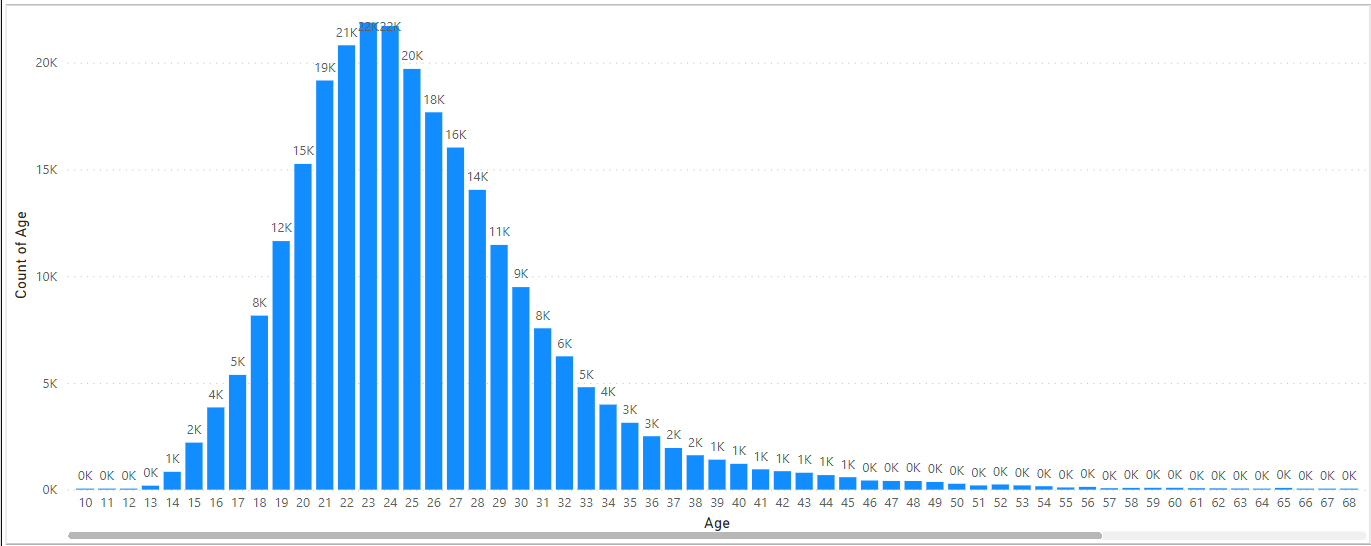 22K 22K
21K
20K
20K
19K
18K
16K
15K
15K
14K
12K
11K
10K
9K
8K 8K
6K
5K 5K
5K
4K 4K
3K
3K
2K 2K 2K
1K 1K 1K 1K 1K 1K 1K 1K
0K 0K 0K 0K 0K 0K 0K 0K 0K 0K 0K 0K 0K 0K 0K 0K 0K 0K 0K 0K 0K 0K 0K 0K 0K 0K 0K
0K
10 11 12 13 14 15 16 17 18 19 20 21 22 23 24 25 26 27 28 29 30 31 32 33 34 35 36 37 38 39 40 41 42 43 44 45 46 47 48 49 50 51 52 53 54 55 56 57 58 59 60 61 62 63 64 65 66 67 68
Count of Age
Age